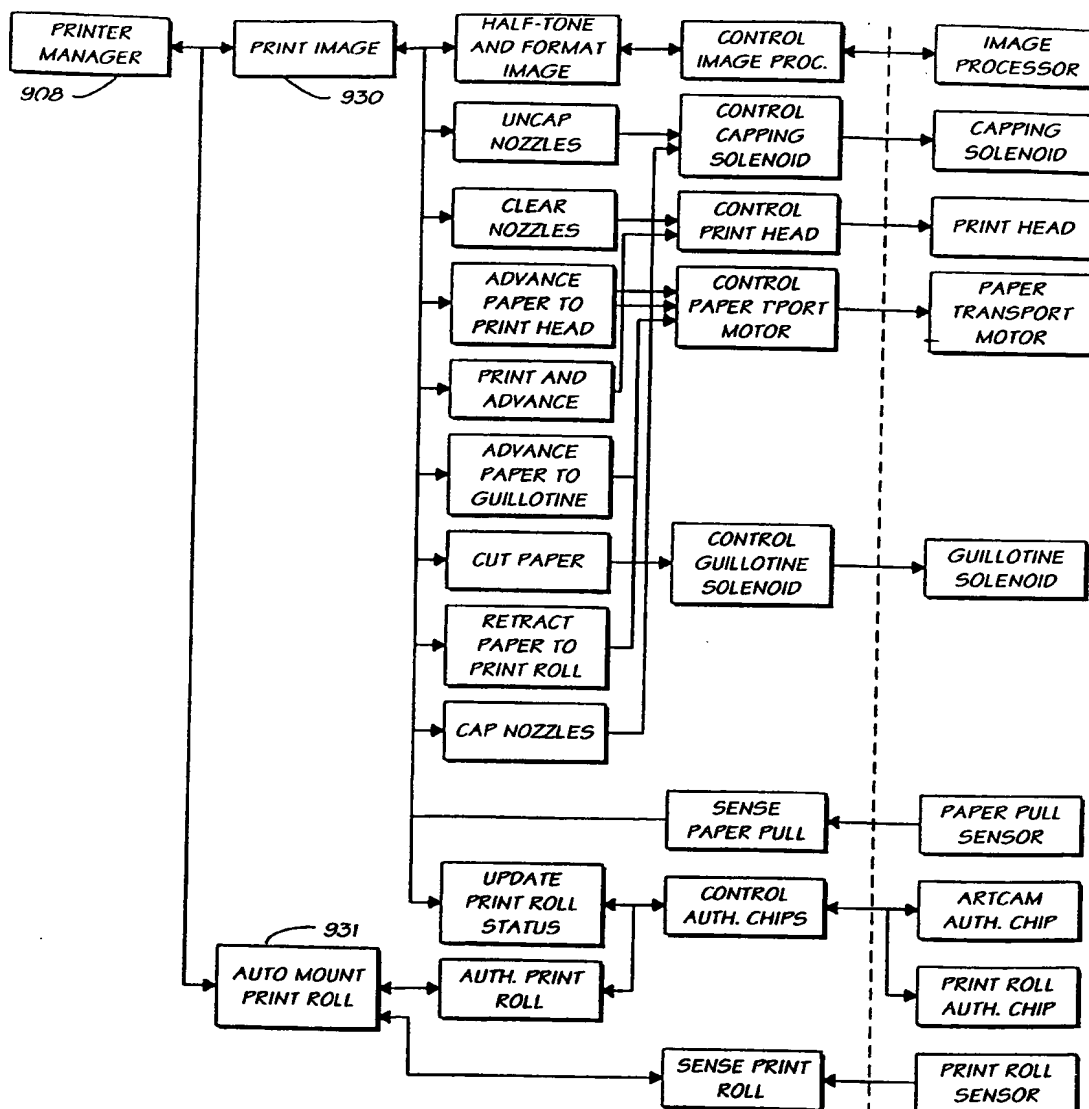 PRINTER
MANAGER
908
PRINT IMAGE
930
HALF-TONE
AND FORMAT
IMAGE
CONTROL
IMAGE PROC.
IMAGE
PROCESSOR
UNCAP
NOZZLES
CONTROL
CAPPING
SOLENOID
CAPPING
SOLENOID
CLEAR
NOZZLES
CONTROL
PRINT HEAD
PRINT HEAD
ADVANCE
PAPER TO
PRINT HEAD
CONTROL
PAPER T'PORT
MOTOR
PAPER
TRANSPORT
MOTOR
PRINT AND
ADVANCE
ADVANCE
PAPER TO
GUILLOTINE
CUT PAPER
CONTROL
GUILLOTINE
SOLENOID
GUILLOTINE
SOLENOID
RETRACT
PAPER TO
PRINT ROLL
CAP NOZZLES
SENSE
PAPER PULL
PAPER PULL
SENSOR
UPDATE
PRINT ROLL
STATUS
CONTROL
AUTH. CHIPS
ARTCAM
AUTH. CHIP
931
AUTO MOUNT
PRINT ROLL
AUTH. PRINT
ROLL
PRINT ROLL
AUTH. CHIP
SENSE PRINT
ROLL
PRINT ROLL
SENSOR